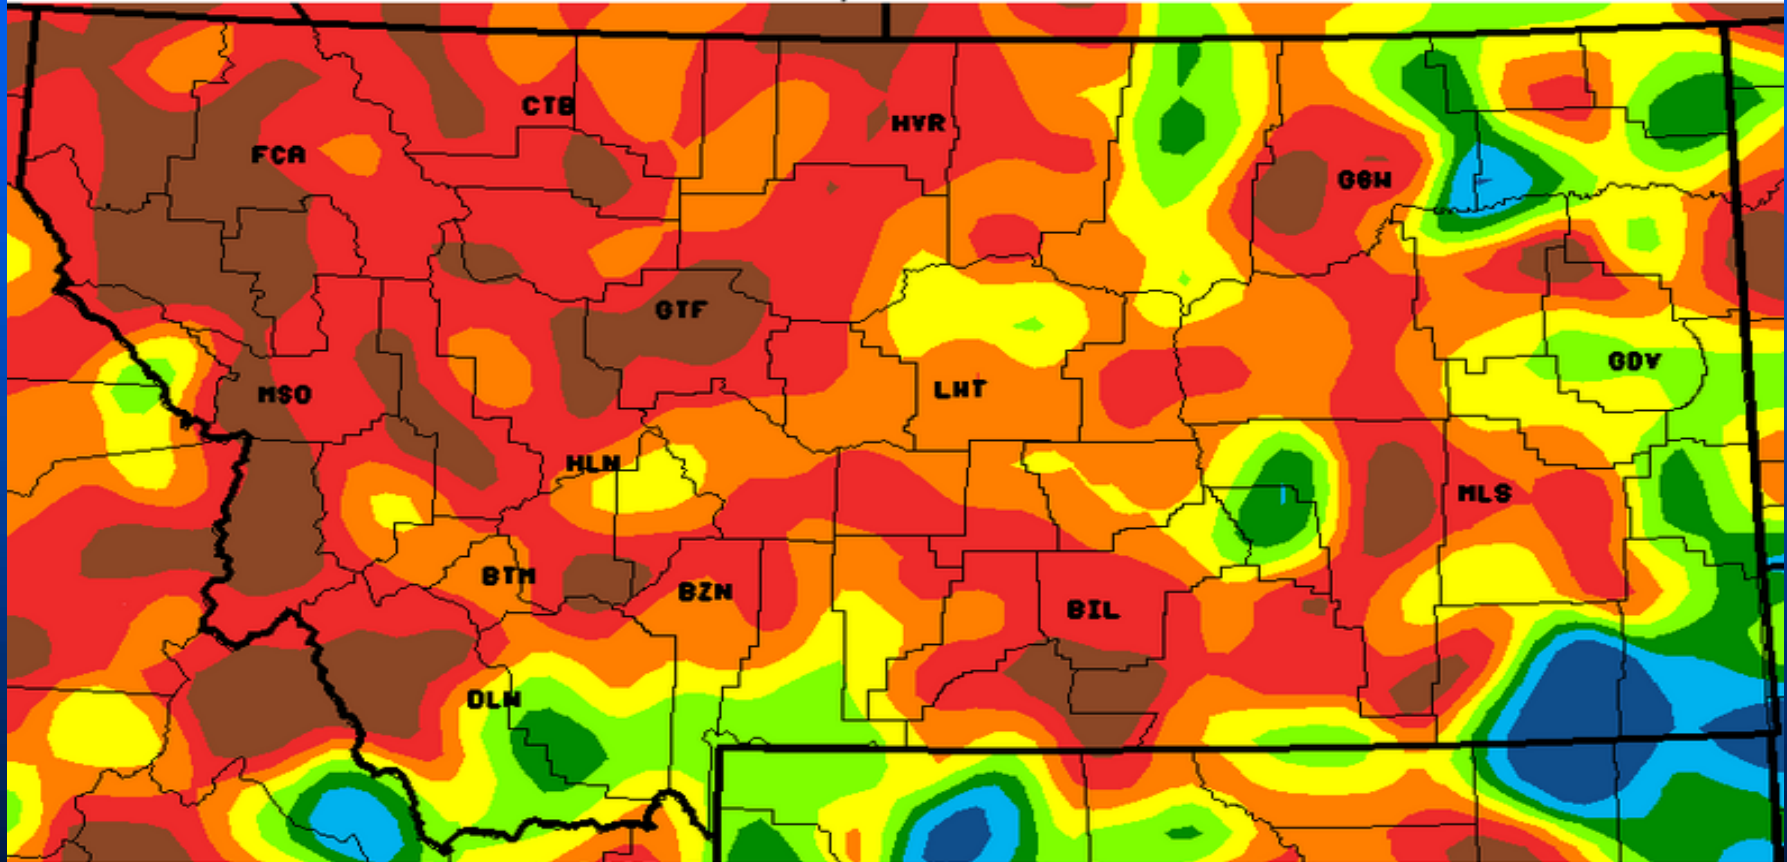 CTB
HVR
FCA
GGW
GTF
GDV
MSO
LWT
HLN
MLS
BTM
BZN
BIL
DLN